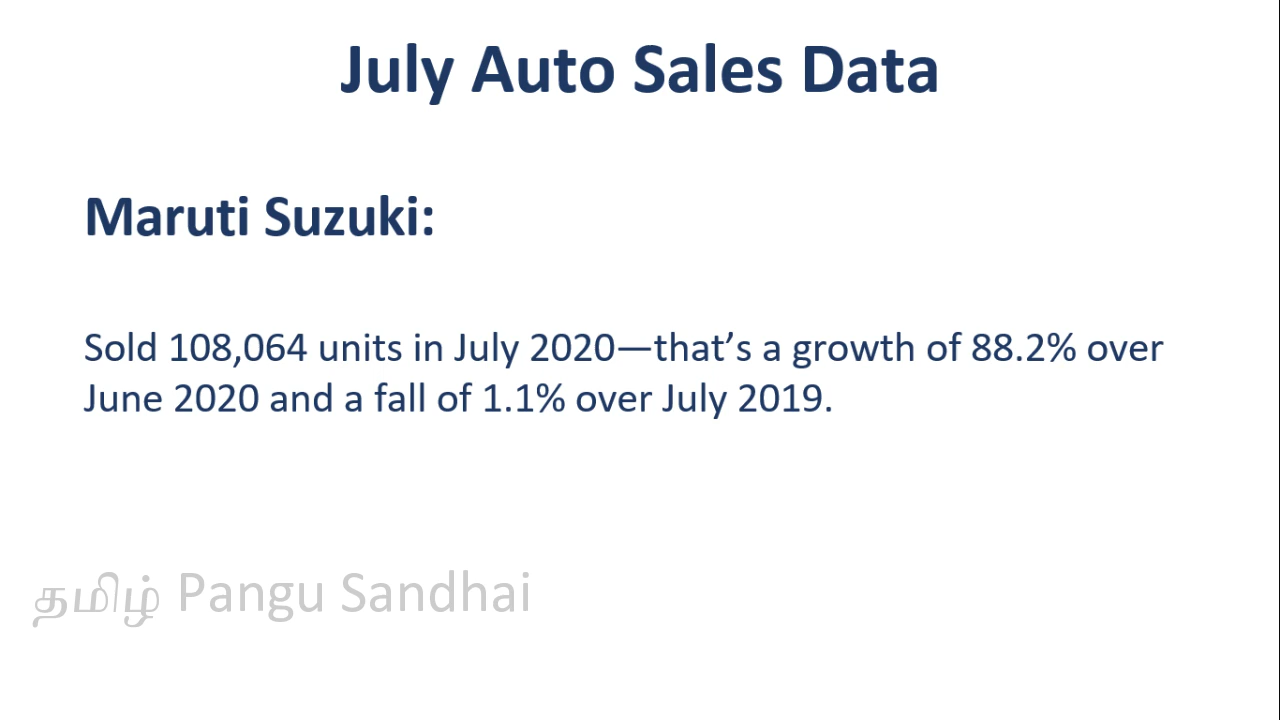 July Auto Sales Data
Maruti Suzuki:
Sold 108,064 units in July 2020—that’s a growth of 88.2% over
June 2020 and a fall of 1.1% over July 2019.
தமிழ் Pangu Sandhai